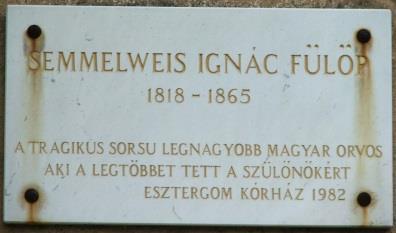 SEMMELWEIS IGNÁC FÜLÖP
1818 - 1865
A TRAGIKUS SORSU LEGNAGYOBB MAGYAR ORVOS
AKI A LEGTÖBBET TETT A SZÜLŐNŐKÉRT
ESZTERGOM KÓRHÁZ 1982